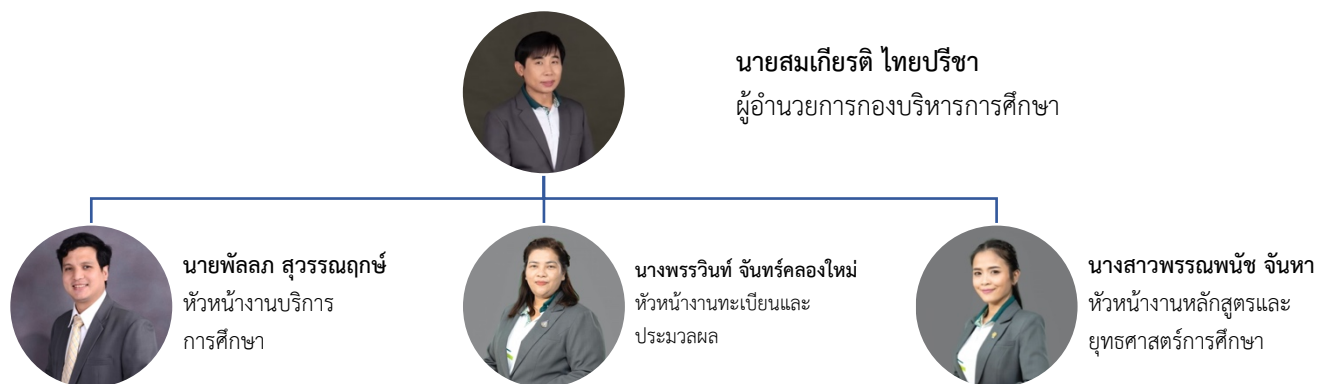 นายสมเกียรติ ไทยปรีชา
ผู้อำนวยการกองบริหารการศึกษา
นายพัลลภ สุวรรณฤกษ์
หัวหน้างานบริการ
การศึกษา
นางพรรวินท์ จันทร์คลองใหม่
หัวหน้างานทะเบียนและ
ประมวลผล
นางสาวพรรณพนัช จันหา
หัวหน้างานหลักสูตรและ
ยุทธศาสตร์การศึกษา